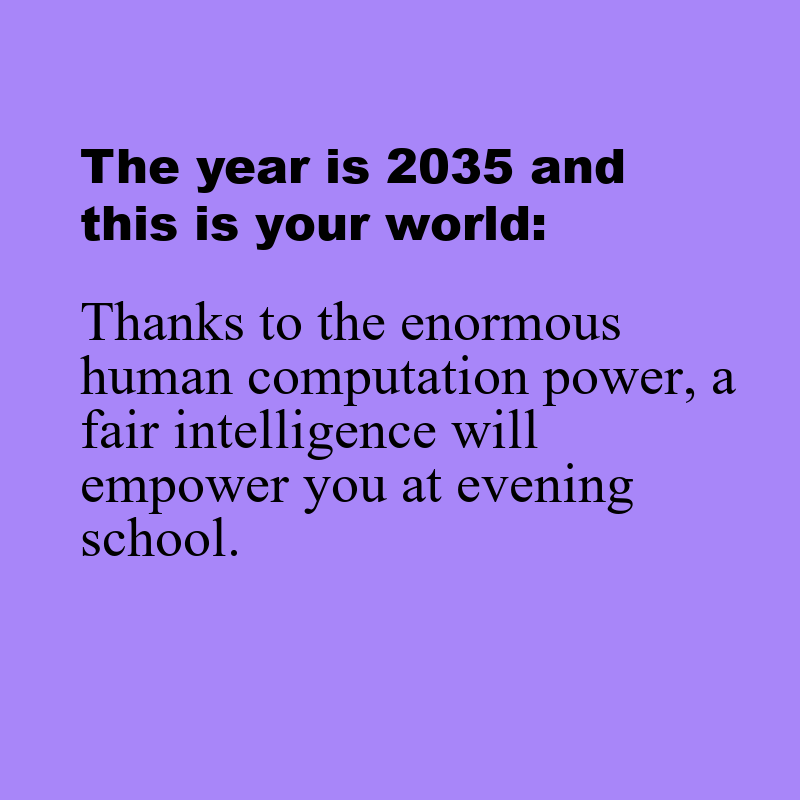 The year is 2035 and
this is your world:
Thanks to the enormous
human computation power, a
fair intelligence will
empower you at evening
school.